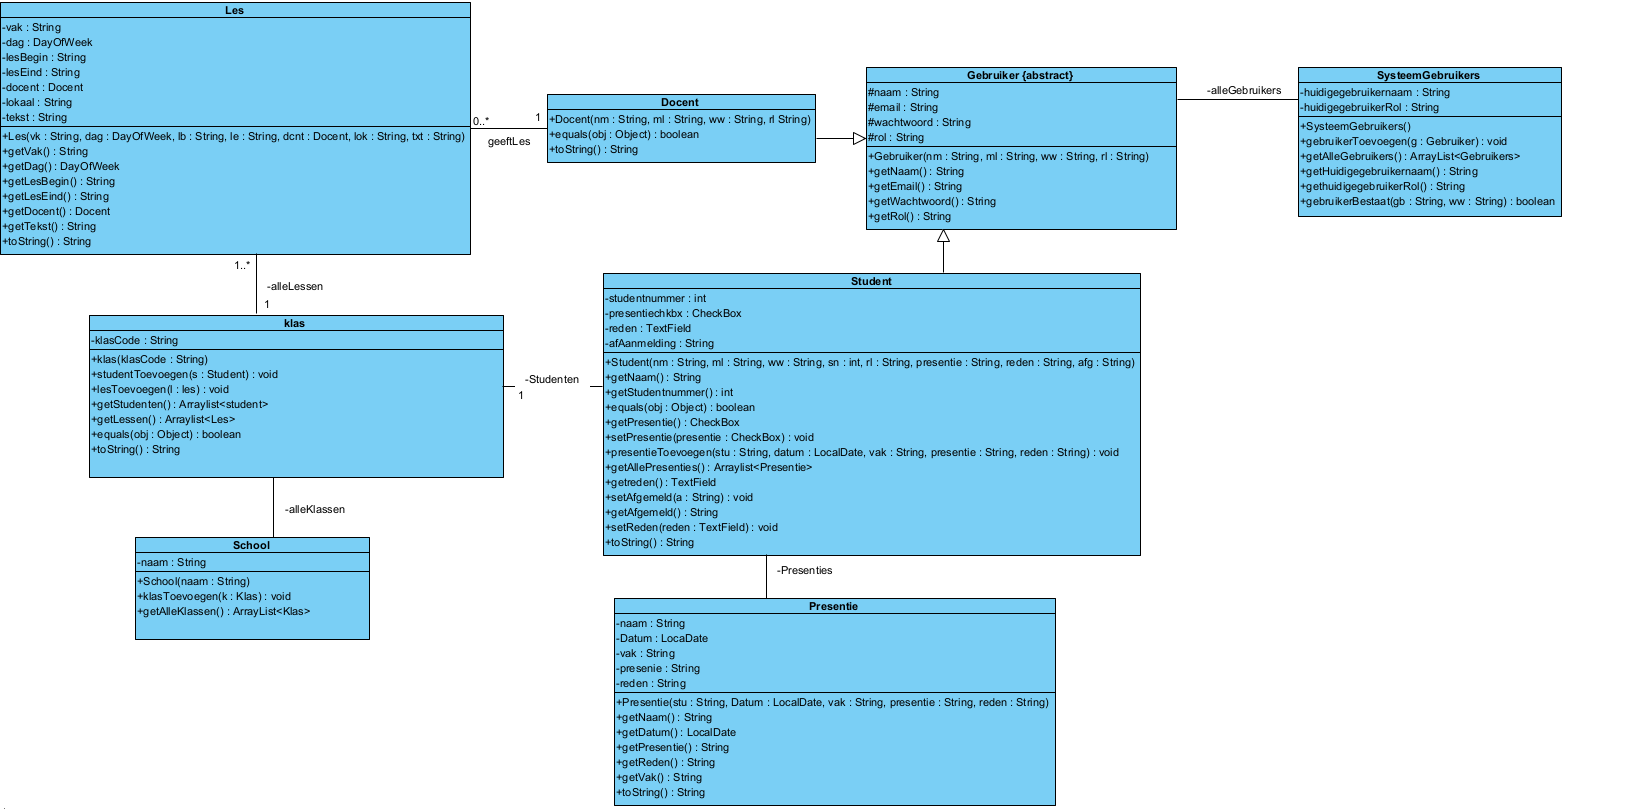 Les
-vak : String
-dag : DayOfWeek
-lesBegin : String
-lesEind : String
-docent : Docent
-lokaal : String
-tekst : String
+Les(vk : String, dag : DayOfWeek, lb : String, le : String, dcnt : Docent, lok : String, txt : String)
+getVak() : String
+getDag() : DayOfWeek
+getLesBegin() : String
+getLesEind() : String
+getDocent() : Docent
+getTekst() : String
+toString() : String
0..*
1
geeftLes
Docent
+Docent(nm : String, ml : String, ww : String, rl String)
+equals(obj : Object) : boolean
+toString() : String
Gebruiker {abstract}
#naam : String
#email : String
#wachtwoord : String
#rol : String
+Gebruiker(nm : String, ml : String, ww : String, rl : String)
+getNaam() : String
+getEmail() : String
+getWachtwoord() : String
+getRol() : String
-alleGebruikers
SysteemGebruikers
-huidigegebruikernaam : String
-huidigegebruikerRol : String
+SysteemGebruikers()
+gebruikerToevoegen(g : Gebruiker) : void
+getAlleGebruikers() : ArrayList<Gebruikers>
+getHuidigegebruikernaam() : String
+gethuidigegebruikerRol() : String
+gebruikerBestaat(gb : String, ww : String) : boolean
1..*
-alleLessen
1
klas
-klasCode : String
+klas(klasCode : String)
+studentToevoegen(s : Student) : void
+lesToevoegen(l : les) : void
+getStudenten() : Arraylist<student>
+getLessen() : Arraylist<Les>
+equals(obj : Object) : boolean
+toString() : String
-Studenten
1
Student
-studentnummer : int
-presentiechkbx : CheckBox
-reden : TextField
-afAanmelding : String
+Student(nm : String, ml : String, ww : String, sn : int, rl : String, presentie : String, reden : String, afg : String)
+getNaam() : String
+getStudentnummer() : int
+equals(obj : Object) : boolean
+getPresentie() : CheckBox
+setPresentie(presentie : CheckBox) : void
+presentieToevoegen(stu : String, datum : LocalDate, vak : String, presentie : String, reden : String) : void
+getAllePresenties() : Arraylist<Presentie>
+getreden() : TextField
+setAfgemeld(a : String) : void
+getAfgemeld() : String
+setReden(reden : TextField) : void
+toString() : String
-alleKlassen
School
-naam : String
+School(naam : String)
+klasToevoegen(k : Klas) : void
+getAlleKlassen() : ArrayList<Klas>
-Presenties
Presentie
-naam : String
-Datum : LocaDate
-vak : String
-presenie : String
-reden : String
+Presentie(stu : String, Datum : LocalDate, vak : String, presentie : String, reden : String)
+getNaam() : String
+getDatum() : LocalDate
+getPresentie() : String
+getReden() : String
+getVak() : String
+toString() : String